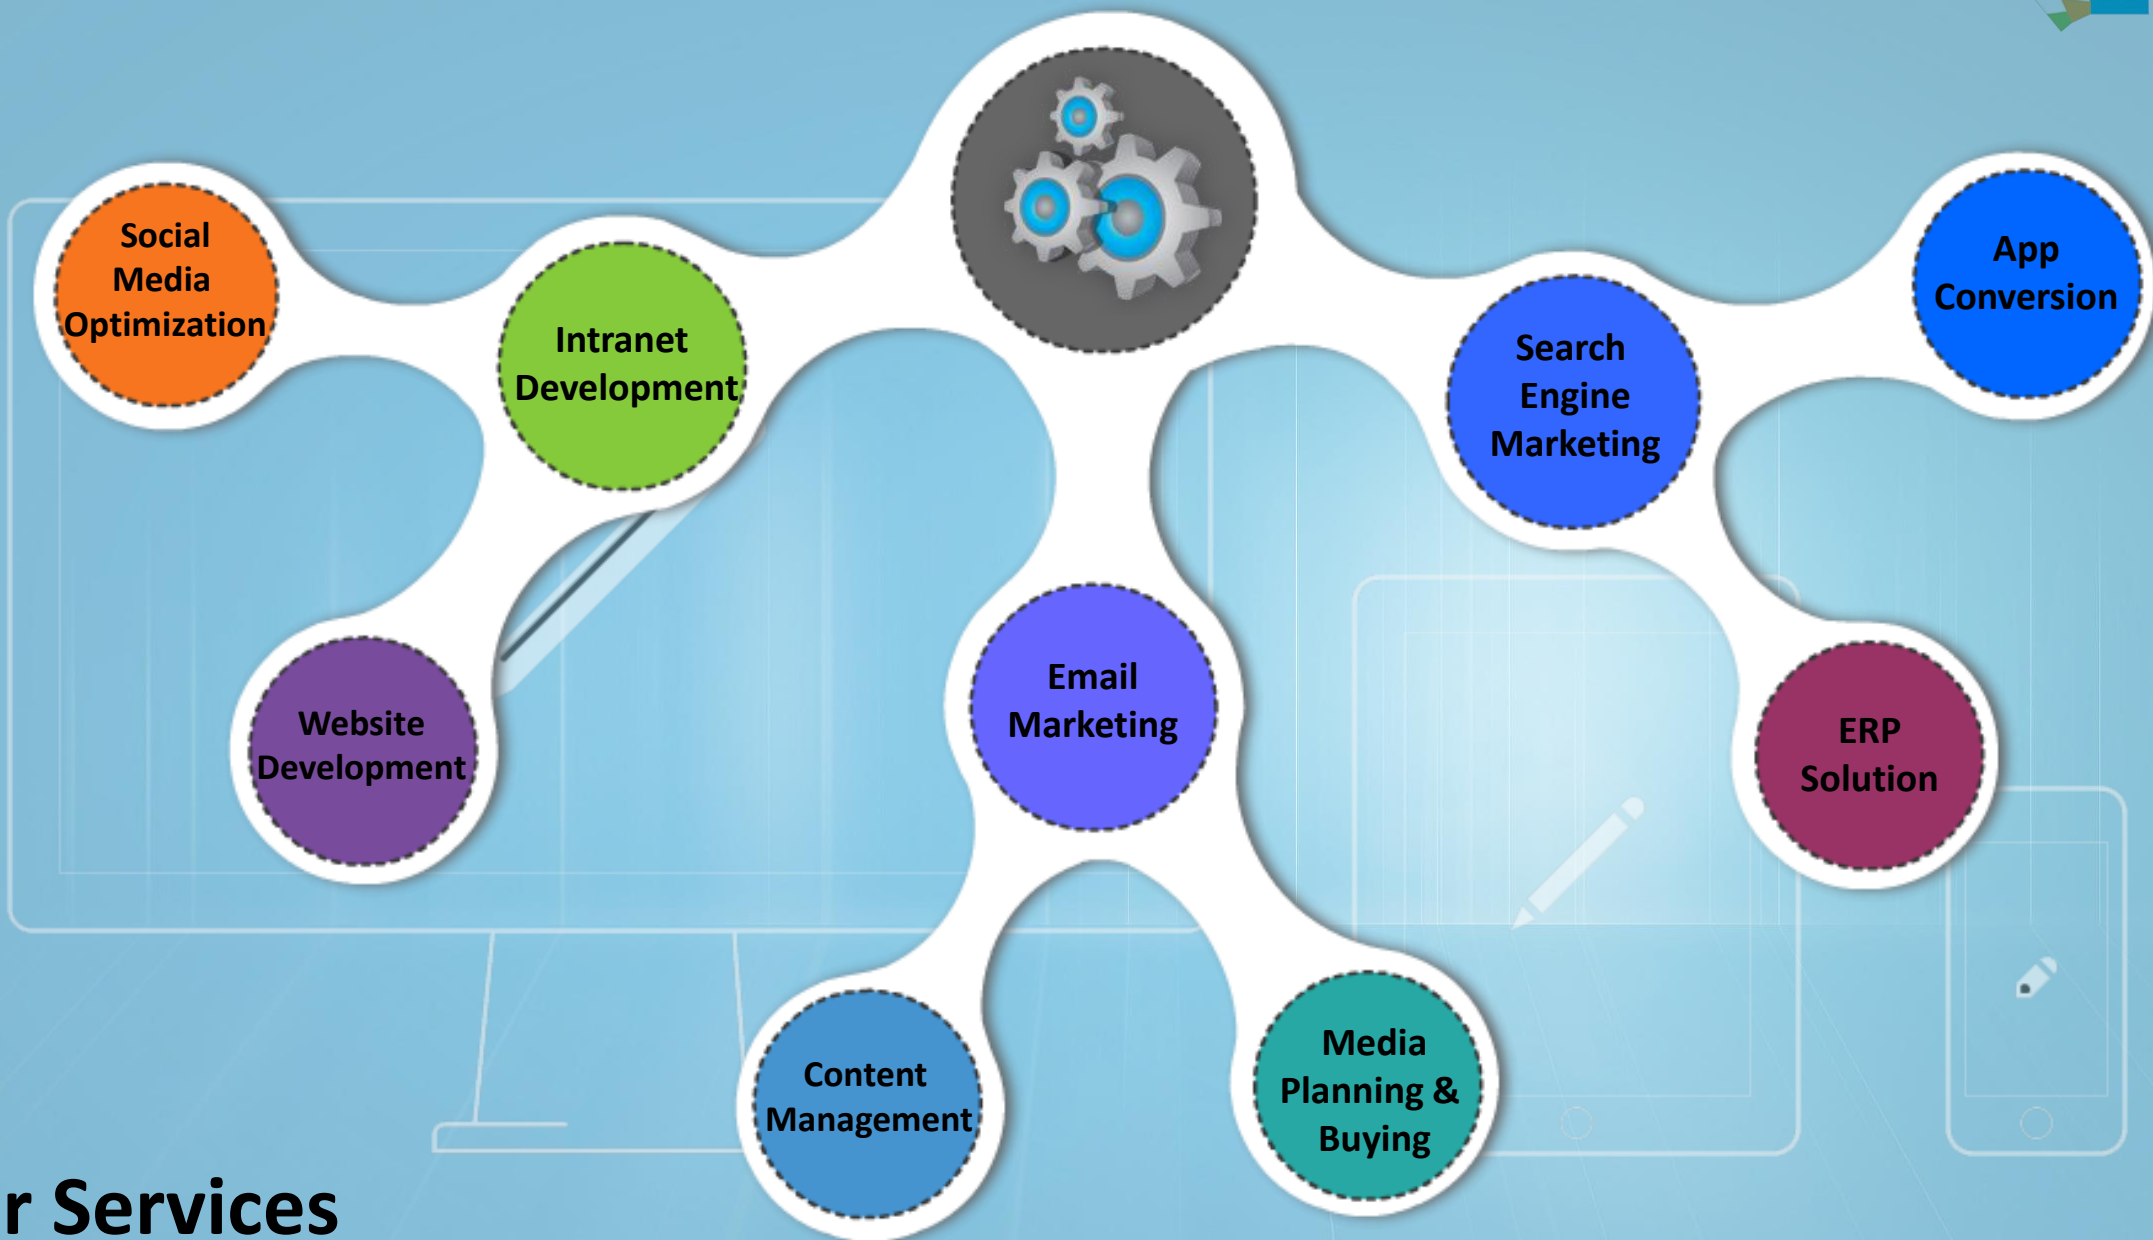 Social
Media
Optimization
Intranet
Development
Search
Engine
Marketing
App
Conversion
Website
Development
Email
Marketing
ERP
Solution
Content
Management
Media
Planning &
Buying
r Services